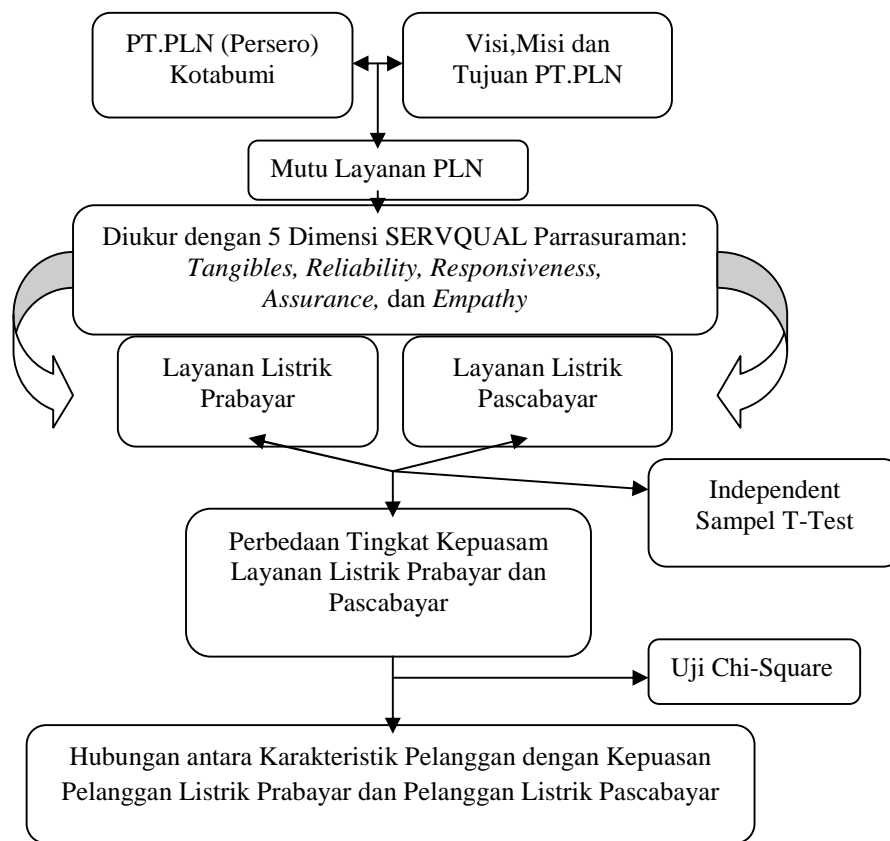 PT.PLN (Persero)
Kotabumi
Visi,Misi dan
Tujuan PT.PLN
Mutu Layanan PLN
Diukur dengan 5 Dimensi SERVQUAL Parrasuraman:
Tangibles, Reliability, Responsiveness,
Assurance, dan Empathy
Layanan Listrik
Prabayar
Layanan Listrik
Pascabayar
Independent
Sampel T-Test
Perbedaan Tingkat Kepuasam
Layanan Listrik Prabayar dan
Pascabayar
Uji Chi-Square
Hubungan antara Karakteristik Pelanggan dengan Kepuasan
Pelanggan Listrik Prabayar dan Pelanggan Listrik Pascabayar